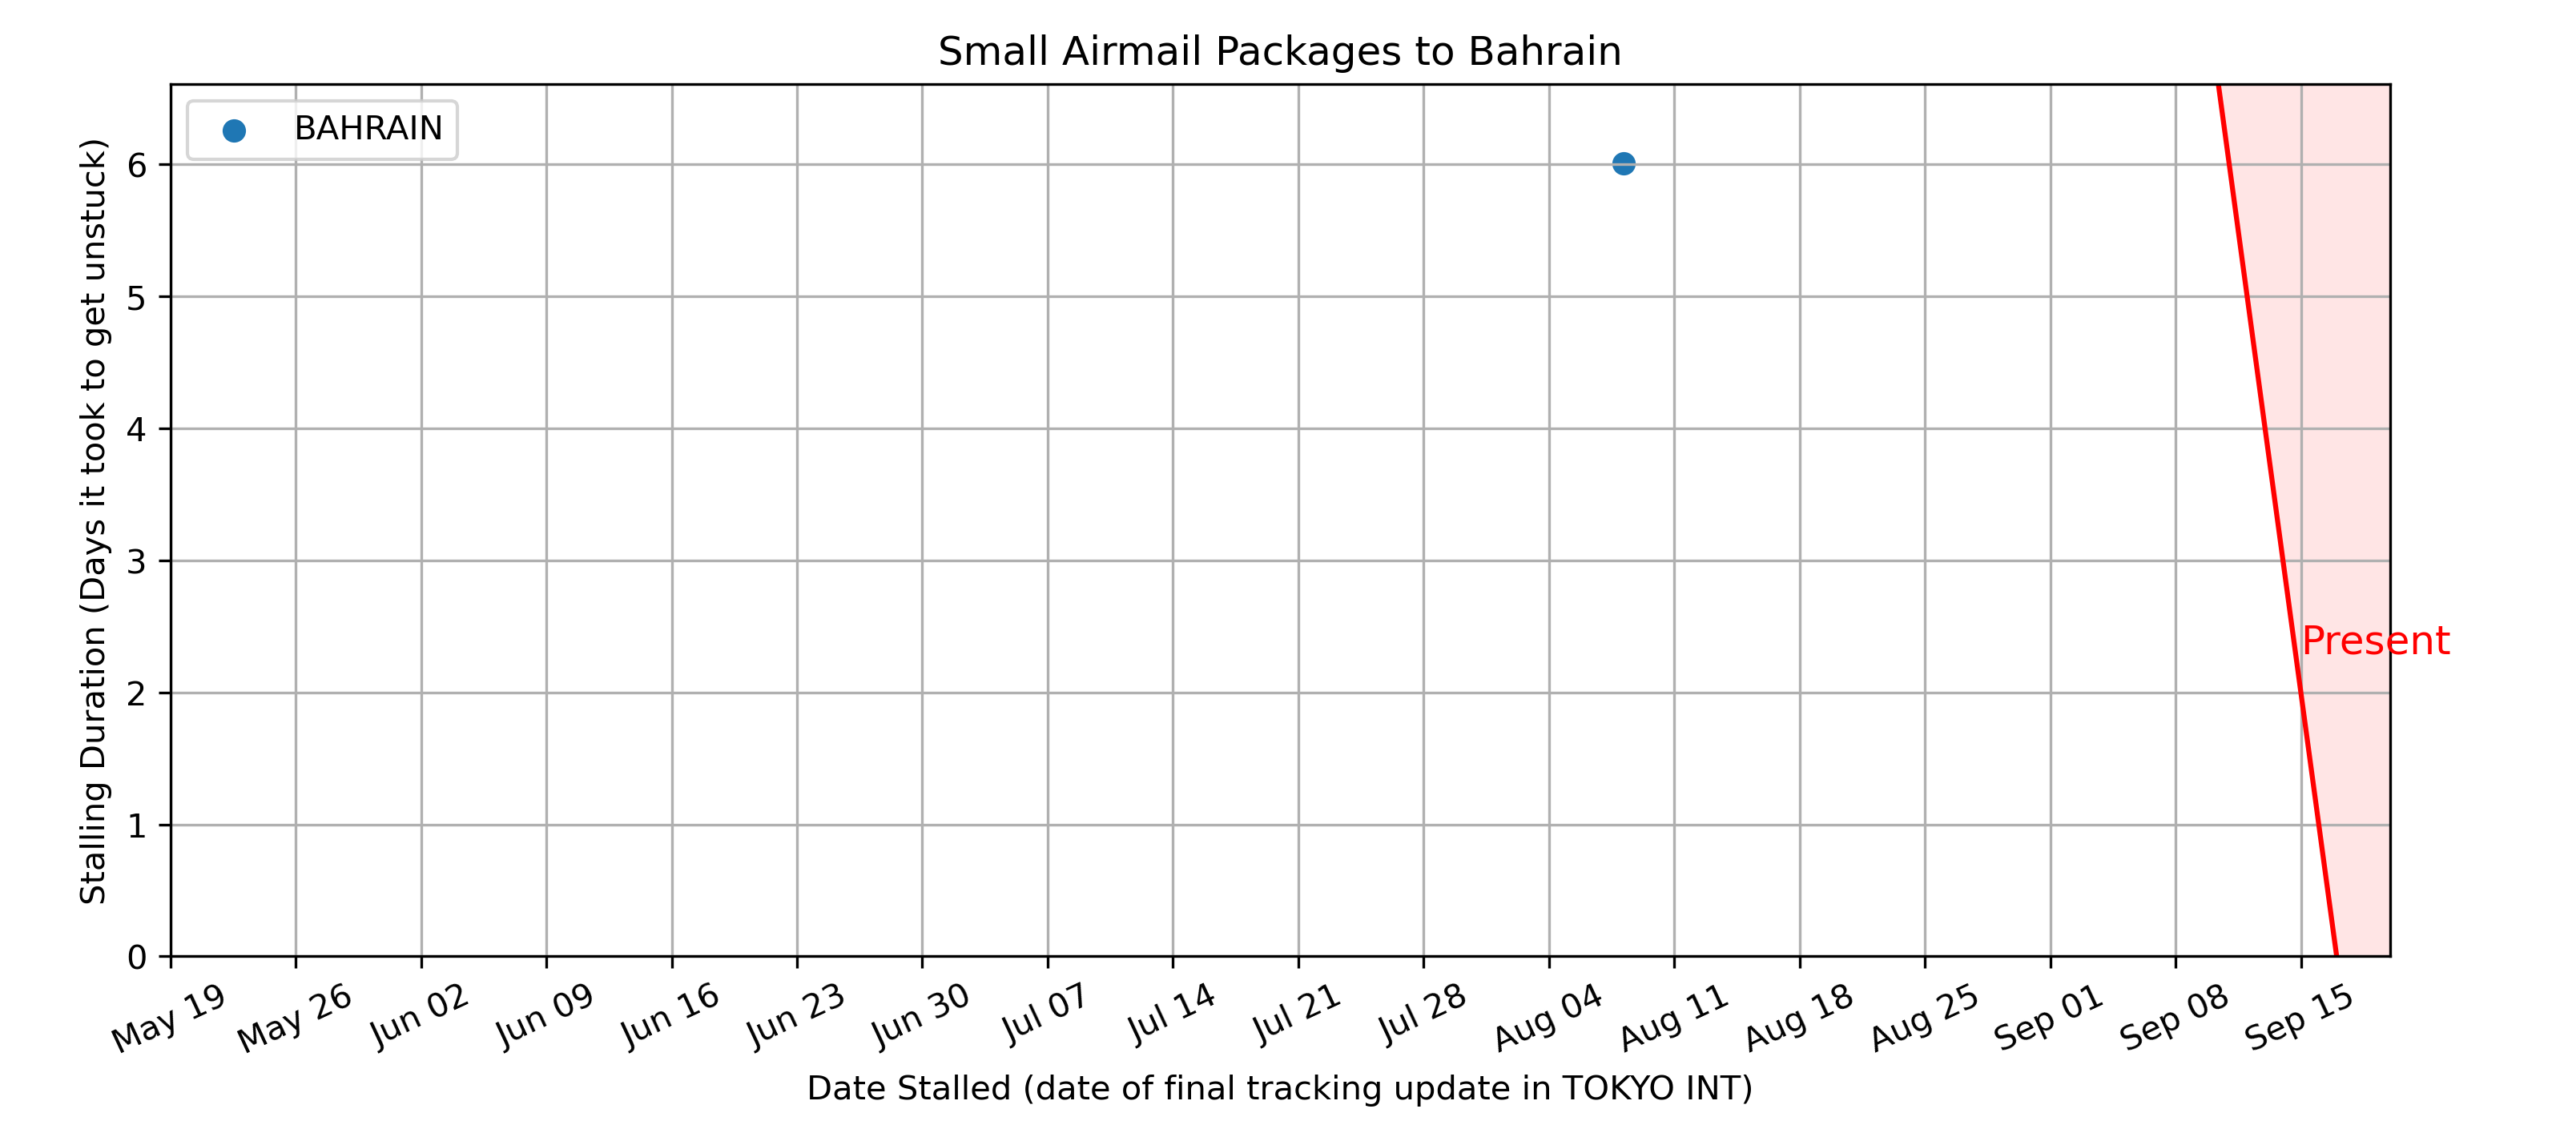 Small Airmail Packages to Bahrain
BAHRAIN
Stalling Duration (Days it took to get unstuck)
6
5
4
3
2
1
0
Present
May 19
May 26
Jun 02
Jun 09
Jun 16
Jun 23
Jun 30
Jul 07
Jul 14
Jul 21
Jul 28
Aug 04
Aug 11
Aug 18
Aug 25
Sep 01
Sep 08
Sep 15
Date Stalled (date of final tracking update in TOKYO INT)